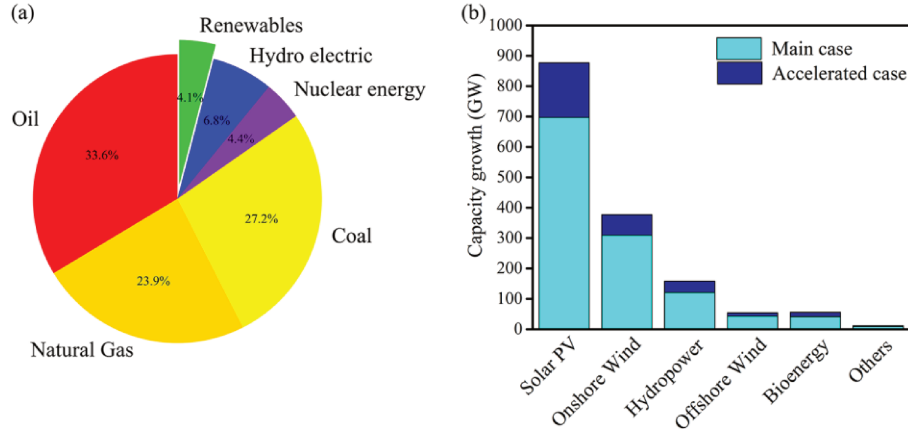 (a)
Renewables
Hydro electric
Nuclear energy
Oil
Coal
Natural Gas
4.1%
6.8%
4.4%
33.6%
27.2%
23.9%
(b)
Main case
Accelerated case
Capacity growth (GW)
1000
900
800
700
600
500
400
300
200
100
0
Solar PV
Onshore Wind
Hydropower
Offshore Wind
Bioenergy
Others